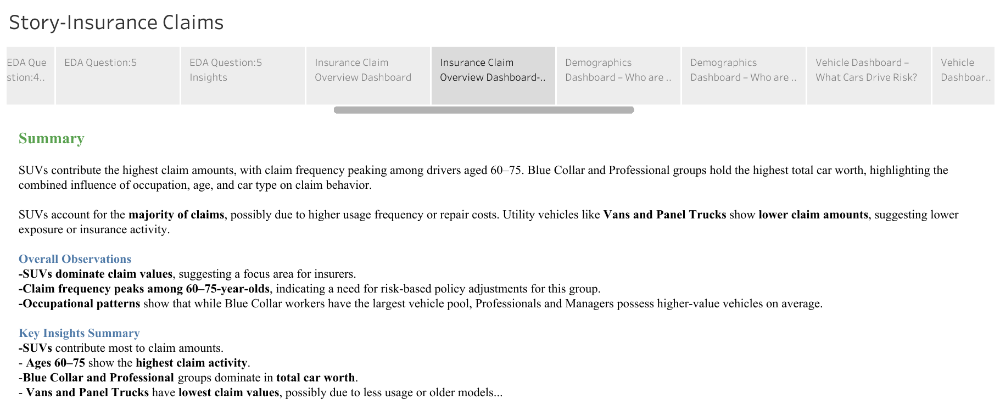 Story-Insurance Claims
EDA Que
stion:4..
EDA Question:5
EDA Question:5
Insights
Insurance Claim
Overview Dashboard
Insurance Claim
Overview Dashboard-..
Demographics
Dashboard – Who are ..
Demographics
Dashboard – Who are ..
Vehicle Dashboard –
What Cars Drive Risk?
Vehicle
Dashboar..
Summary
SUVs contribute the highest claim amounts, with claim frequency peaking among drivers aged 60–75. Blue Collar and Professional groups hold the highest total car worth, highlighting the
combined influence of occupation, age, and car type on claim behavior.
SUVs account for the majority of claims, possibly due to higher usage frequency or repair costs. Utility vehicles like Vans and Panel Trucks show lower claim amounts, suggesting lower
exposure or insurance activity.
Overall Observations
-SUVs dominate claim values, suggesting a focus area for insurers.
-Claim frequency peaks among 60–75-year-olds, indicating a need for risk-based policy adjustments for this group.
-Occupational patterns show that while Blue Collar workers have the largest vehicle pool, Professionals and Managers possess higher-value vehicles on average.
Key Insights Summary
-SUVs contribute most to claim amounts.
- Ages 60–75 show the highest claim activity.
-Blue Collar and Professional groups dominate in total car worth.
- Vans and Panel Trucks have lowest claim values, possibly due to less usage or older models...